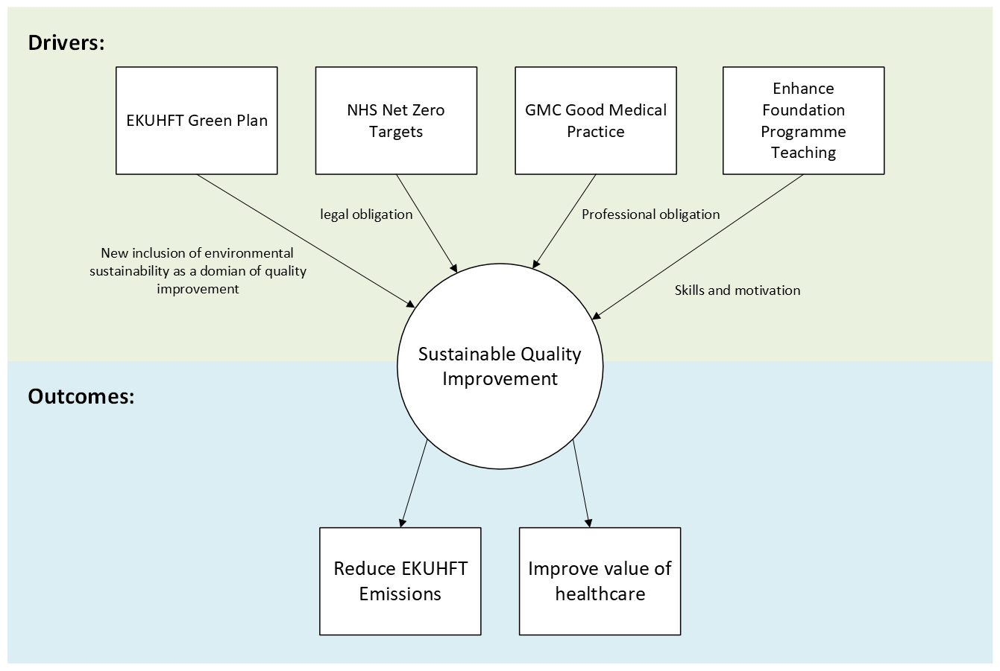 Drivers:
EKUHFT Green Plan
NHS Net Zero
Targets
GMC Good Medical
Practice
Enhance
Foundation
Programme
Teaching
legal obligation
Professional obligation
New inclusion of environmental
sustainability as a domian of quality
improvement
Skills and motivation
Sustainable Quality
Improvement
Outcomes:
Reduce EKUHFT
Emissions
Improve value of
healthcare